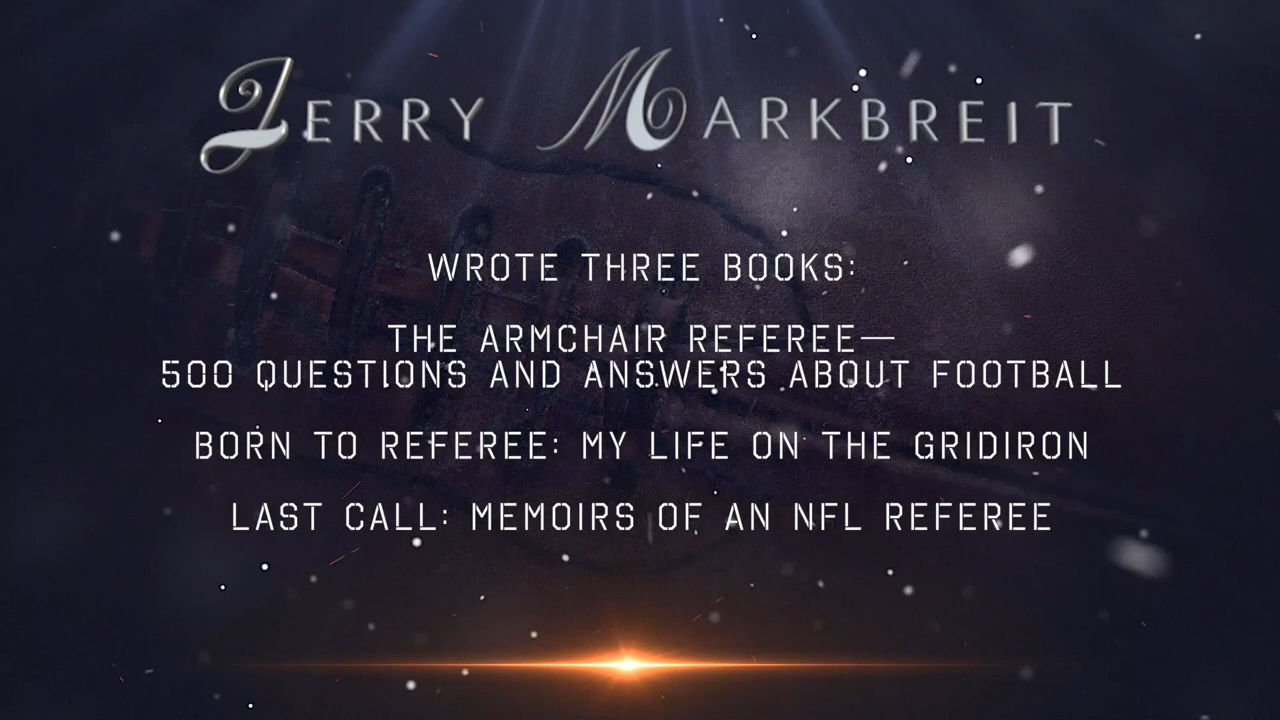 JERRY MARKBREIT
WROTE THREE BOOKS:
THE ARMCHAIR REFEREE—
500 QUESTIONS AND ANSWERS ABOUT FOOTBALL
BORN TO REFEREE: MY LIFE ON THE GRIDIRON
LAST CALL: MEMOIRS OF AN NFL REFEREE